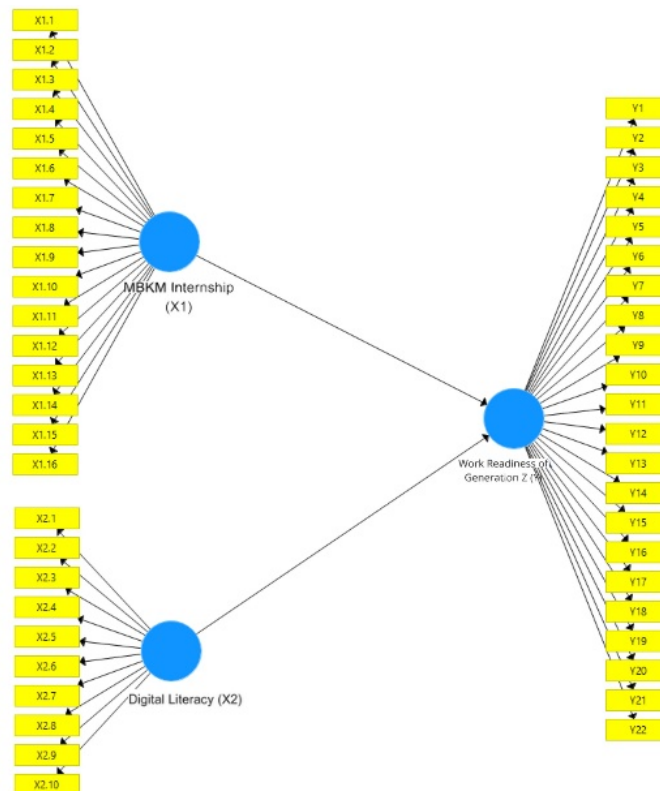 X1.1
X1.2
X1.3
X1.4
X1.5
X1.6
X1.7
X1.8
X1.9
X1.10
X1.11
X1.12
X1.13
X1.14
X1.15
X1.16
MBKM Internship
(X1)
X2.1
X2.2
X2.3
X2.4
X2.5
X2.6
X2.7
X2.8
X2.9
X2.10
Digital Literacy (X2)
Work Readiness of
Generation Z
Y1
Y2
Y3
Y4
Y5
Y6
Y7
Y8
Y9
Y10
Y11
Y12
Y13
Y14
Y15
Y16
Y17
Y18
Y19
Y20
Y21
Y22